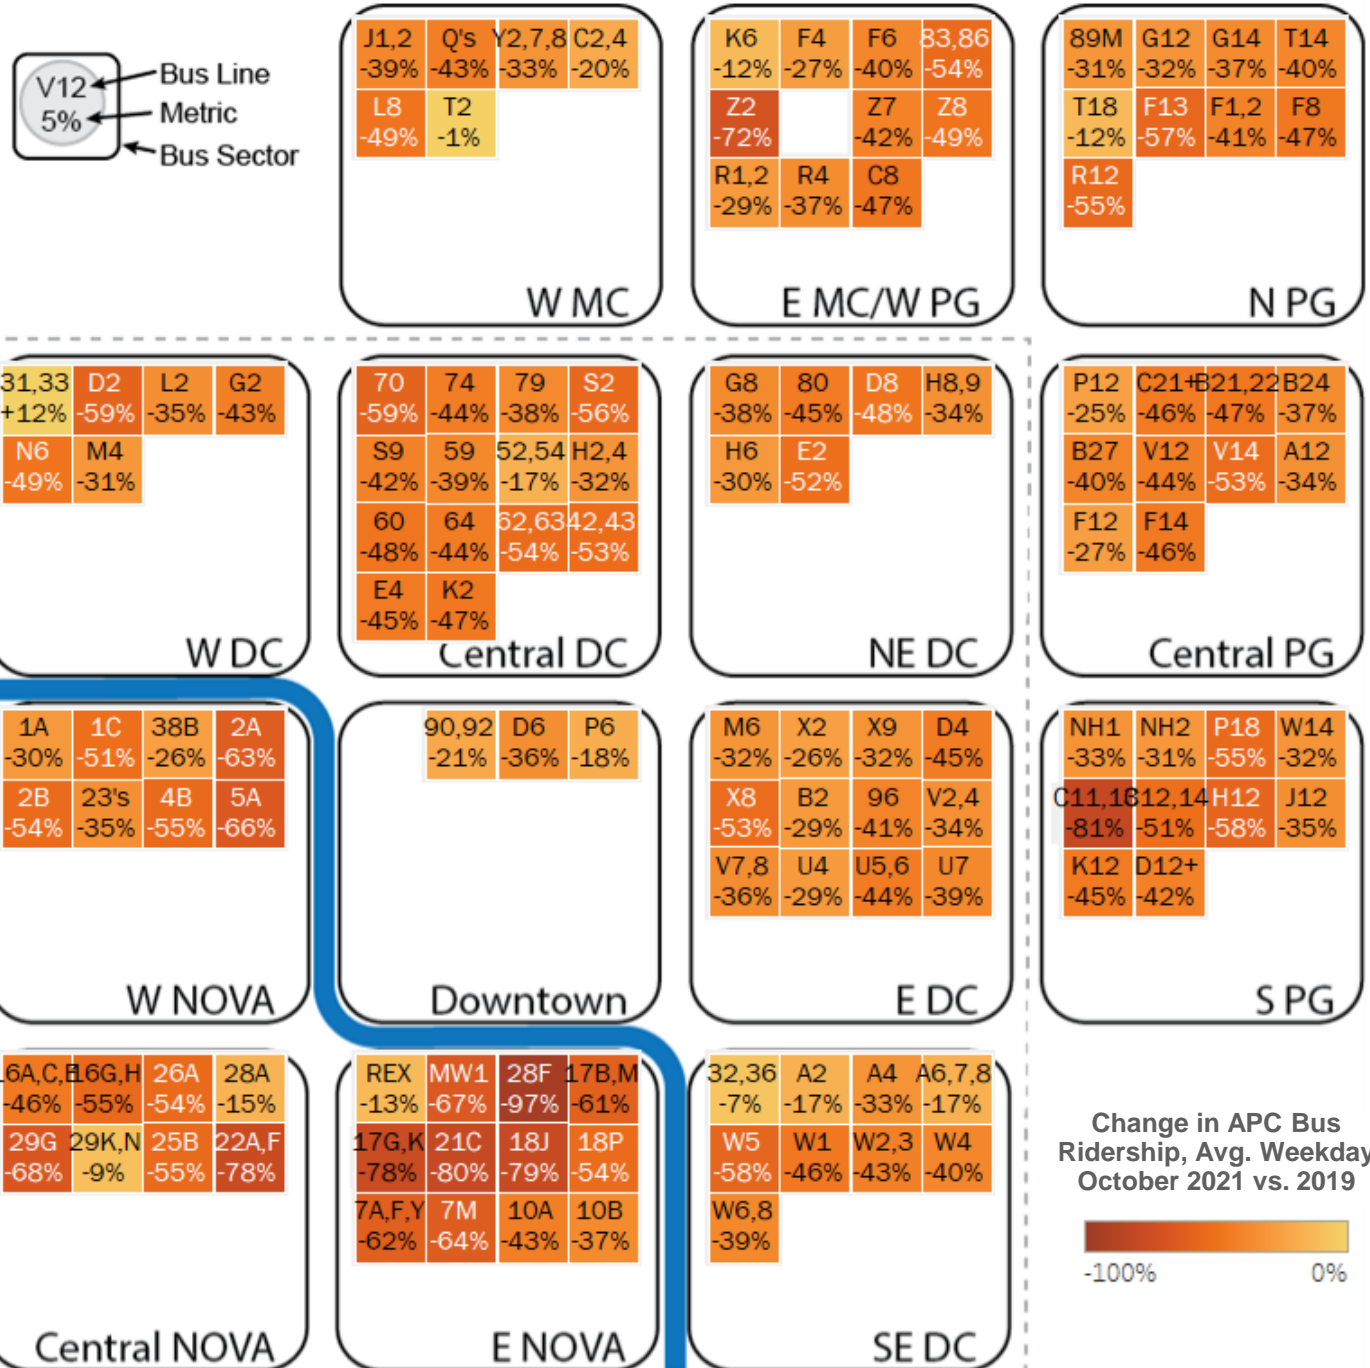 V12
5%
Bus Line
Metric
Bus Sector
J1,2 Q's Y2,7,8 C2,4
-39% -43% -33% -20%
L8 T2
-49% -1%
W MC
K6 F4 F6 83,86
-12% -27% -40% -54%
Z2 Z7 Z8
-72% -42% -49%
R1,2 R4 C8
-29% -37% -47%
E MC/W PG
89M G12 G14 T14
-31% -32% -37% -40%
T18 F13 F1,2 F8
-12% -57% -41% -47%
R12
-55%
N PG
31,33 D2 L2 G2
+12% -59% -35% -43%
N6 M4
-49% -31%
W DC
70 74 79 S2
-59% -44% -38% -56%
S9 59 52,54 H2,4
-42% -39% -17% -32%
60 64 62,63 42,43
-48% -44% -54% -53%
E4 K2
-45% -47%
Central DC
G8 80 D8 H8,9
-38% -45% -48% -34%
H6 E2
-30% -52%
NE DC
P12 C21+ B21,22 B24
-25% -46% -47% -37%
B27 V12 V14 A12
-40% -44% -53% -34%
F12 F14
-27% -46%
Central PG
1A 1C 38B 2A
-30% -51% -26% -63%
2B 23's 4B 5A
-54% -35% -55% -66%
W NOVA
90,92 D6 P6
-21% -36% -18%
Downtown
M6 X2 X9 D4
-32% -26% -32% -45%
X8 B2 96 V2,4
-53% -29% -41% -34%
V7,8 U4 U5,6 U7
-36% -29% -44% -39%
E DC
NH1 NH2 P18 W14
-33% -31% -55% -32%
C11,13 312,14 H12 J12
-81% -51% -58% -35%
K12 D12+
-45% -42%
S PG
16A,C,E 16G,H 26A 28A
-46% -55% -54% -15%
29G 29K,N 25B 22A,F
-68% -9% -55% -78%
Central NOVA
REX MW1 28F 17B,M
-13% -67% -97% -61%
17G,K 21C 18J 18P
-78% -80% -79% -54%
7A,F,Y 7M 10A 10B
-62% -64% -43% -37%
E NOVA
32,36 A2 A4 A6,7,8
-7% -17% -33% -17%
W5 W1 W2,3 W4
-58% -46% -43% -40%
W6,8
-39%
SE DC
Change in APC Bus
Ridership, Avg. Weekday
October 2021 vs. 2019
-100% 0%